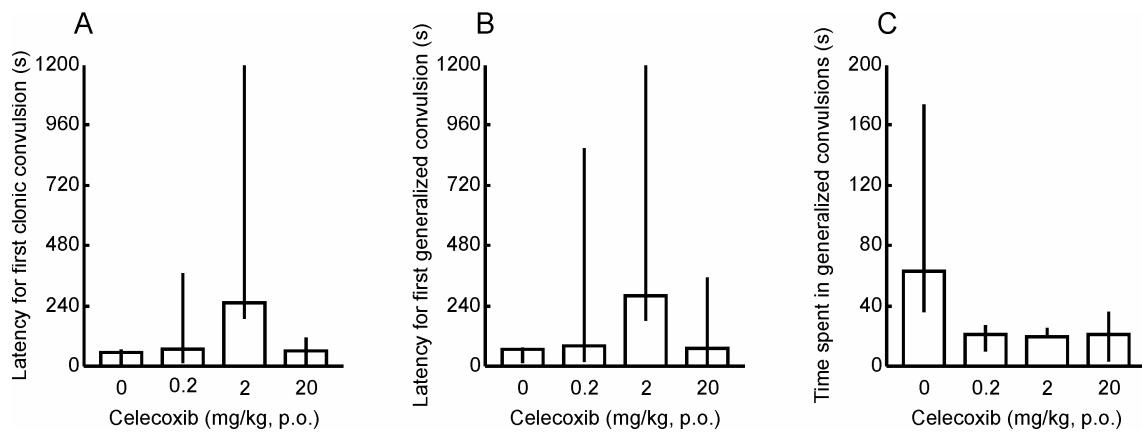 A
Latency for first clonic convulsion (s)
1200
960
720
480
240
0
0 0.2 2 20
Celecoxib (mg/kg, p.o.)
B
Latency for first generalized convulsion (s)
1200
960
720
480
240
0
0 0.2 2 20
Celecoxib (mg/kg, p.o.)
C
Time spent in generalized convulsions (s)
200
160
120
80
40
0
0 0.2 2 20
Celecoxib (mg/kg, p.o.)